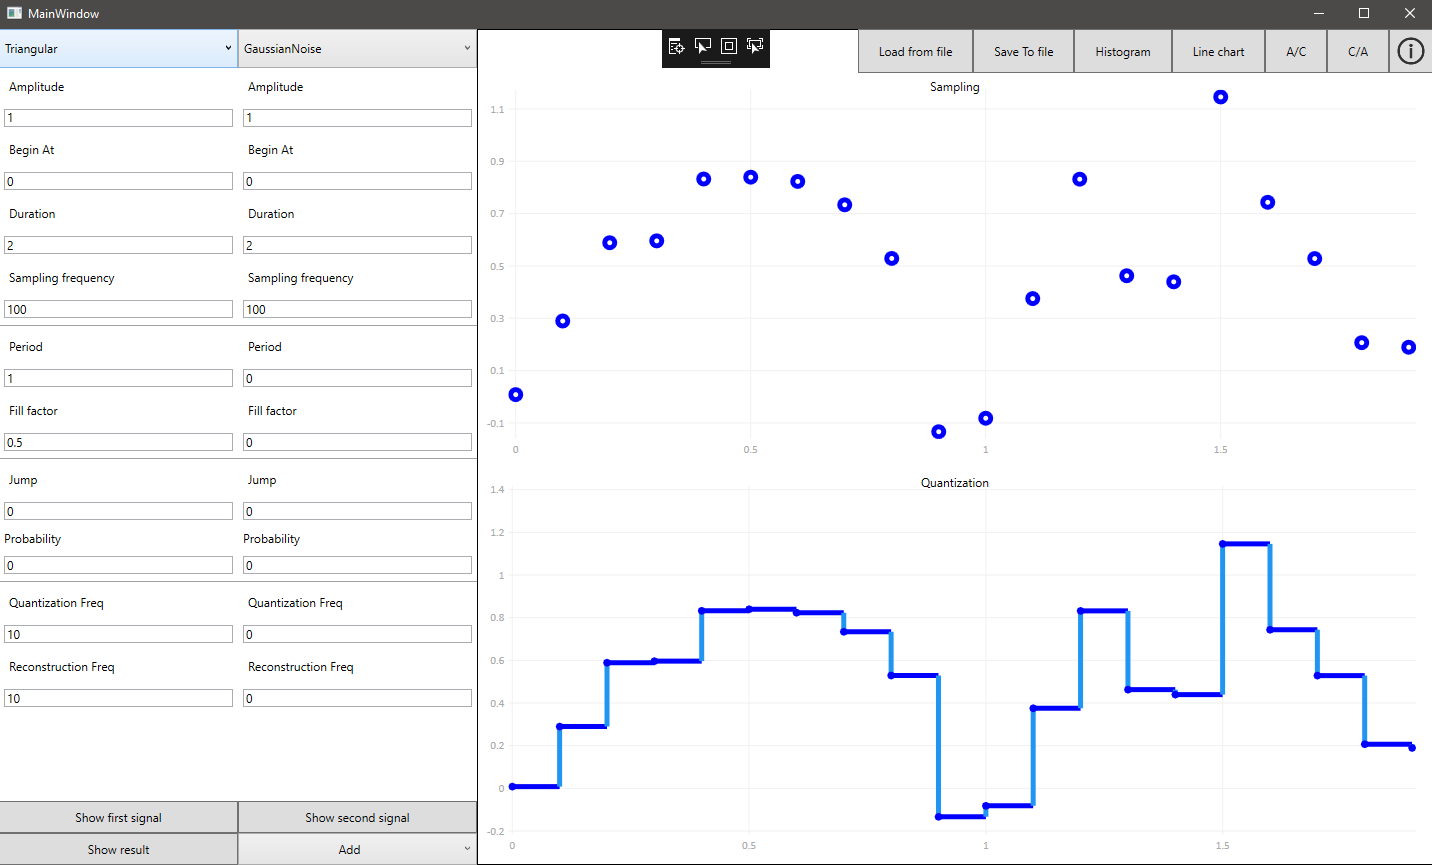 MainWindow
Triangular GaussianNoise
Load from file Save To file Histogram Line chart A/C C/A
Amplitude Amplitude
1 1
Begin At Begin At
0 0
Duration Duration
2 2
Sampling frequency Sampling frequency
100 100
Period Period
1 0
Fill factor Fill factor
0.5 0
Jump Jump
0 0
Probability Probability
0 0
Quantization Freq Quantization Freq
10 0
Reconstruction Freq Reconstruction Freq
10 0
Show first signal Show second signal
Show result Add
Sampling
1.1
0.9
0.7
0.5
0.3
0.1
-0.1
0 0.5 1 1.5
Quantization
1.4
1.2
1
0.8
0.6
0.4
0.2
0
-0.2
0 0.5 1 1.5